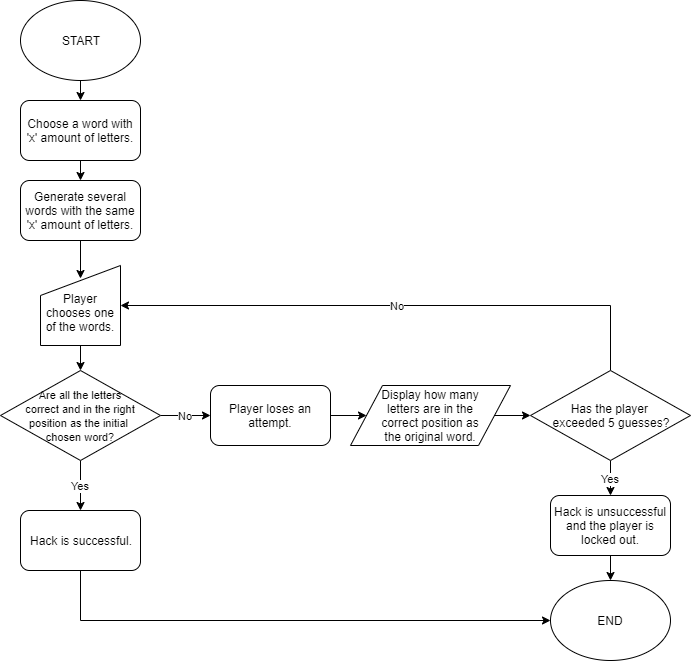 START
Choose a word with
'x' amount of letters.
Generate several
words with the same
'x' amount of letters.
Player
chooses one
of the words.
No
Are all the letters
correct and in the right
position as the initial
chosen word?
No
Player loses an
attempt.
Display how many
letters are in the
correct position as
the original word.
Has the player
exceeded 5 guesses?
Yes
Yes
Hack is successful.
Hack is unsuccessful
and the player is
locked out.
END